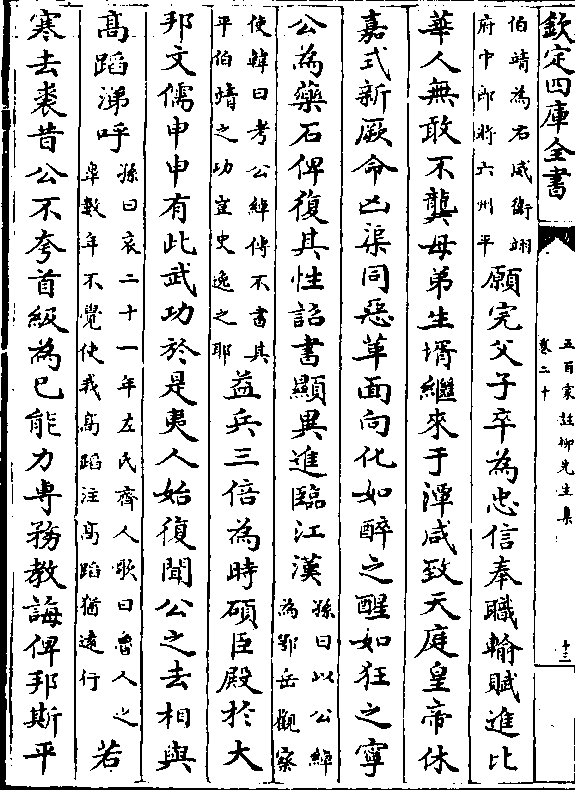 欽定四庫全書
五百家註柳先生集
卷二十
十三
伯靖為右威衛翊
府中郎將六州平
願完父子卒為忠信奉職輸賦進比
華人無敢不龔母弟生壻繼來于潭咸致天庭皇帝休
嘉式新厥命凶渠同惡革面向化如醉之醒如狂之寧
公為藥石俾復其性詔書顯異進臨江漢
孫曰以公綽
為鄂岳觀察
使韓曰考公綽傳不書其
平伯靖之功豈史逸之耶
益兵三倍為時碩臣殿於大
邦文儒申申有此武功於是夷人始復聞公之去相與
高蹈涕呼
孫曰哀二十一年左氏齊人歌曰魯人之
臯數年不覺使我高蹈注高蹈猶遠行
若
寒去裘昔公不夸首級為已能力専務教誨俾邦斯平